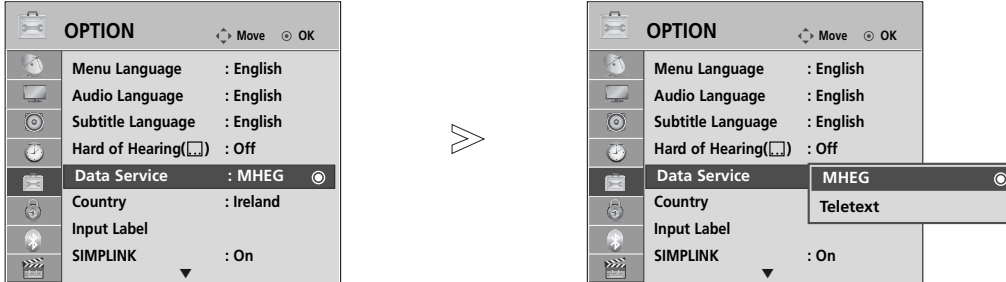 OPTION Move OK
Menu Language : English
Audio Language : English
Subtitle Language : English
Hard of Hearing( ) : Off
Data Service : MHEG
Country : Ireland
Input Label
SIMPLINK : On
>
OPTION Move OK
Menu Language : English
Audio Language : English
Subtitle Language : English
Hard of Hearing( ) : Off
Data Service
MHEG
Country
Teletext
Input Label
SIMPLINK : On